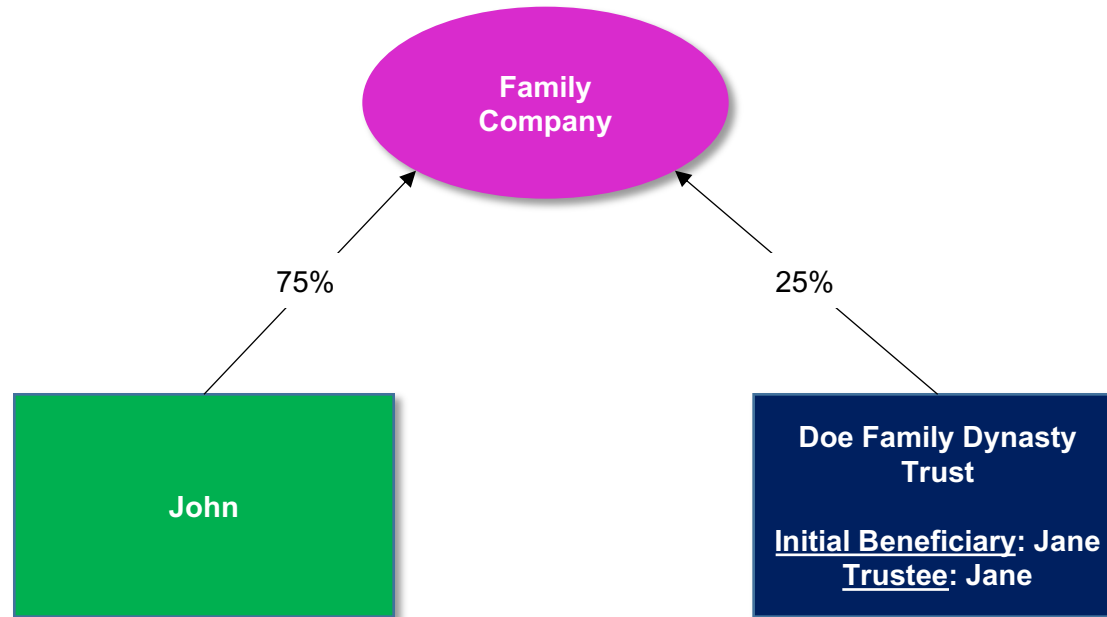 Family
Company
75%
25%
John
Doe Family Dynasty
Trust
Initial Beneficiary: Jane
Trustee: Jane